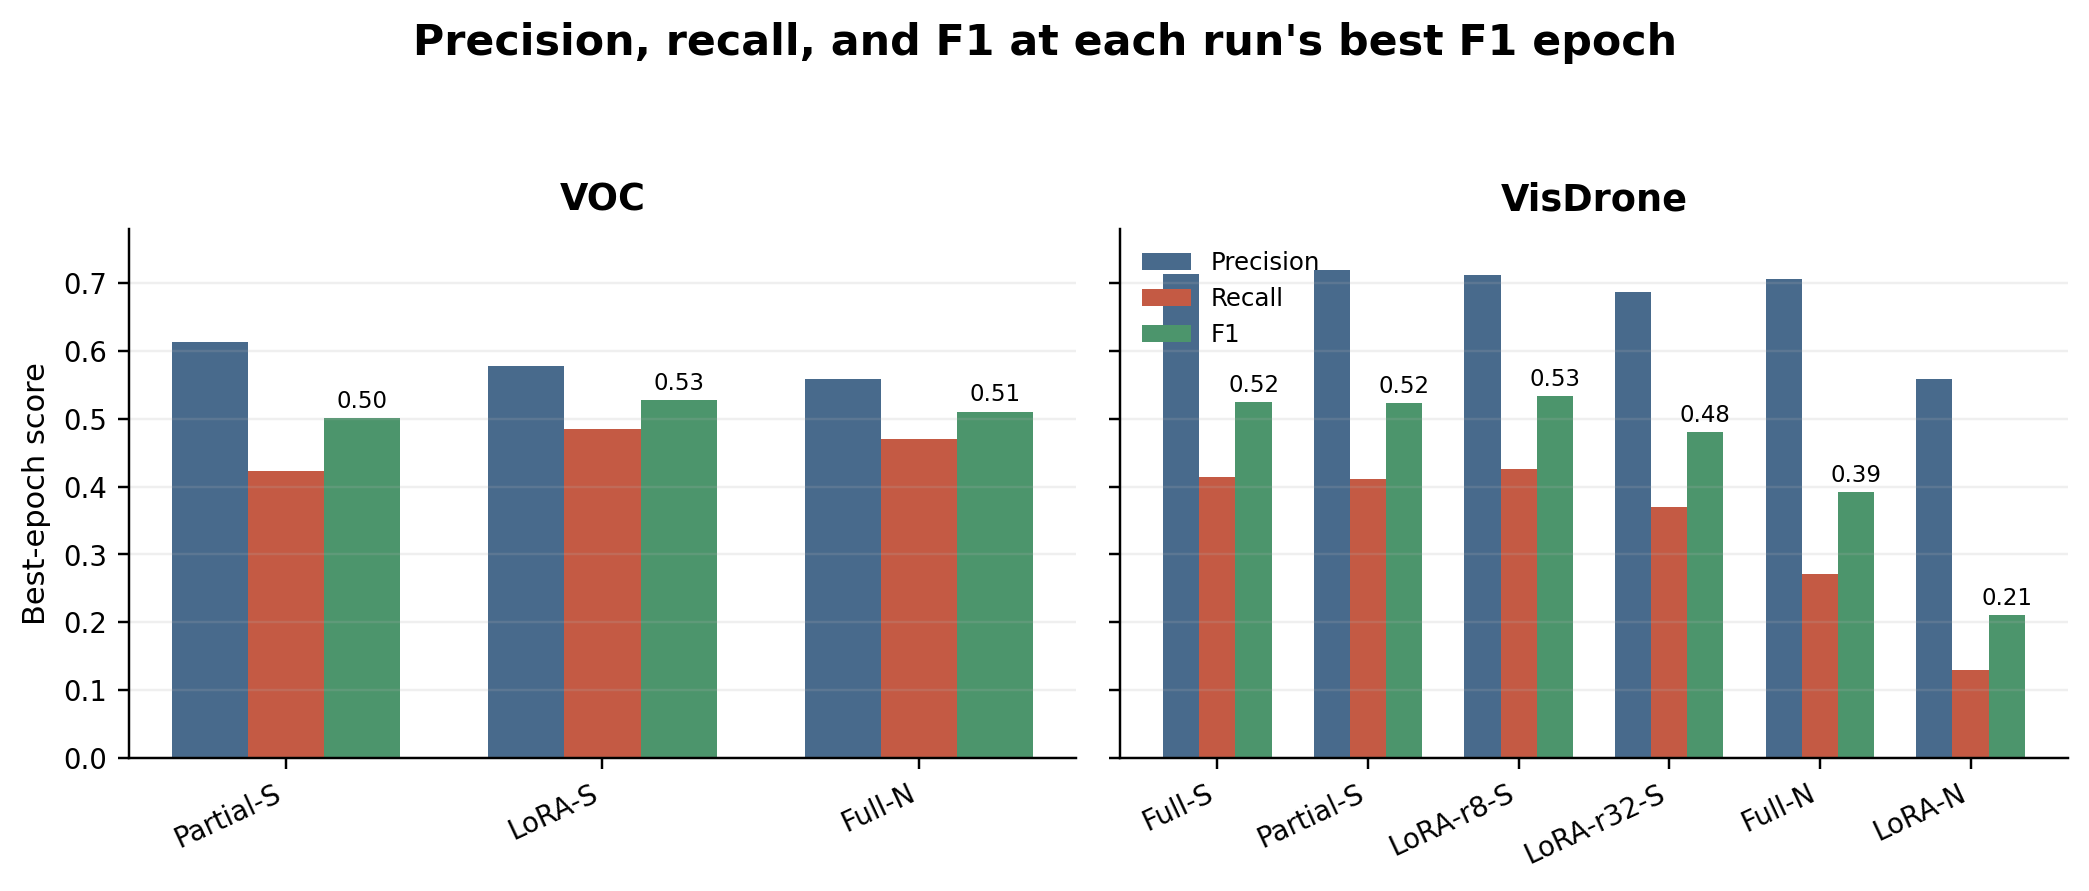 Precision, recall, and F1 at each run's best F1 epoch
VOC
Best-epoch score
0.7
0.6
0.5
0.4
0.3
0.2
0.1
0.0
0.50
0.53
0.51
Partial-S
LoRA-S
Full-N
VisDrone
Precision
Recall
F1
0.52
0.52
0.53
0.48
0.39
0.21
Full-S
Partial-S
LoRA-r8-S
LoRA-r32-S
Full-N
LoRA-N